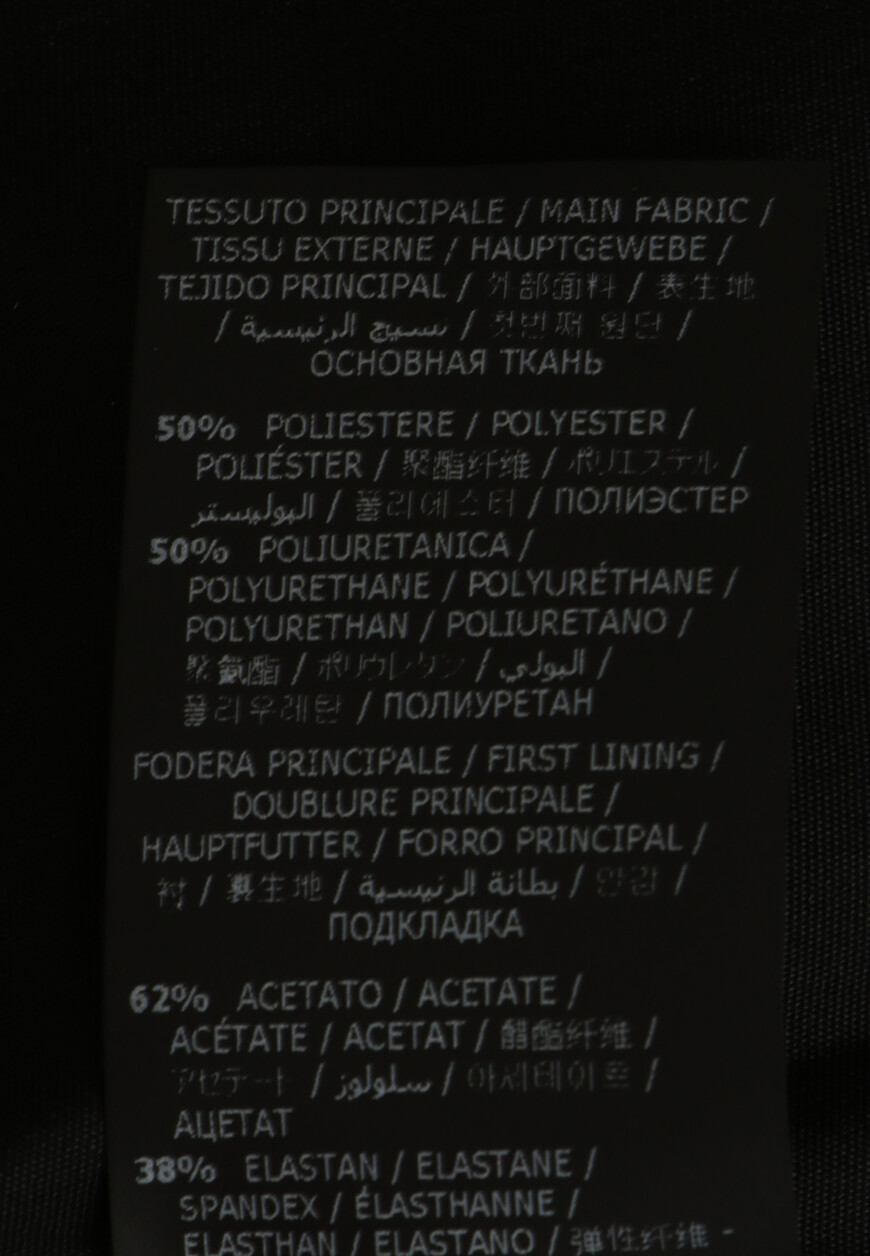 TESSUTO PRINCIPALE / MAIN FABRIC /
TISSU EXTERNE / HAUPTGEWEBE /
TEJIDO PRINCIPAL / 外部面料 / 表生地
/ نسيج الرئيسية / 첫번째 원단 /
ОСНОВНАЯ ТКАНЬ
50% POLIESTERE / POLYESTER /
POLIÉSTER / 聚酯纤维 / ポリエステル /
البوليستر / 폴리에스터 / ПОЛИЭСТЕР
50% POLIURETANICA /
POLYURETHANE / POLYURÉTHANE /
POLYURETHAN / POLIURETANO /
聚氨酯 / ポリウレタン / البولي /
폴리우레탄 / ПОЛИУРЕТАН
FODERA PRINCIPALE / FIRST LINING /
DOUBLURE PRINCIPALE /
HAUPTFUTTER / FORRO PRINCIPAL /
衬 / 裏生地 / بطانة الرئيسية / 안감 /
ПОДКЛАДКА
62% ACETATO / ACETATE /
ACÉTATE / ACETAT / 醋酯纤维 /
アセテート / سلولوز / 아세테이트 /
АЦЕТАТ
38% ELASTAN / ELASTANE /
SPANDEX / ÉLASTHANNE /
ELASTHAN / ELASTANO / 弹性纤维 -